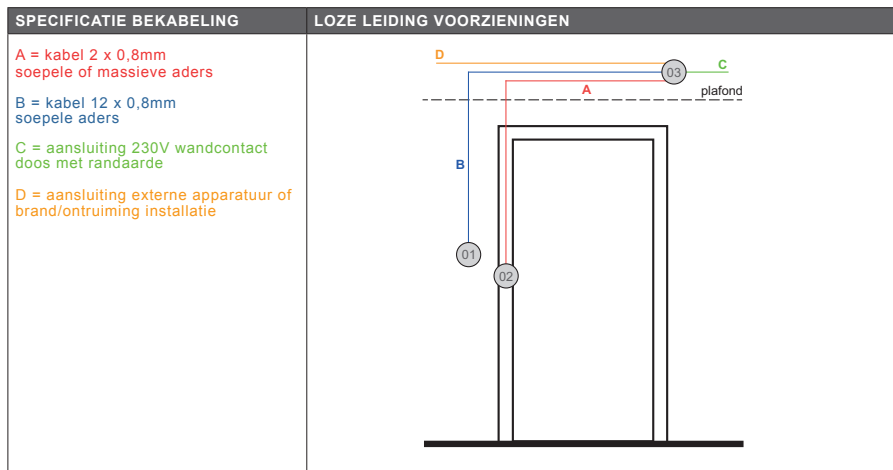 SPECIFICATIE BEKABELING
LOZE LEIDING VOORZIENINGEN
A = kabel 2 x 0,8mm
soepele of massieve aders
B = kabel 12 x 0,8mm
soepele aders
C = aansluiting 230V wandcontact
doos met randaarde
D = aansluiting externe apparatuur of
brand/ontruiming installatie
D
03
C
A
plafond
B
01
02